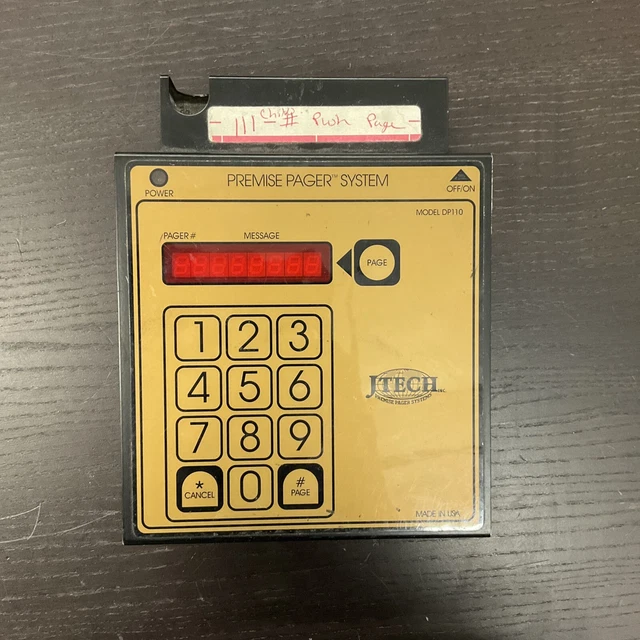 111 - # Push Page
PREMISE PAGER™ SYSTEM
POWER
OFF/ON
MODEL DP110
PAGER # MESSAGE
PAGE
1 2 3
4 5 6
7 8 9
* CANCEL 0 # PAGE
JTECH INC.
PREMISE PAGER SYSTEMS
MADE IN USA